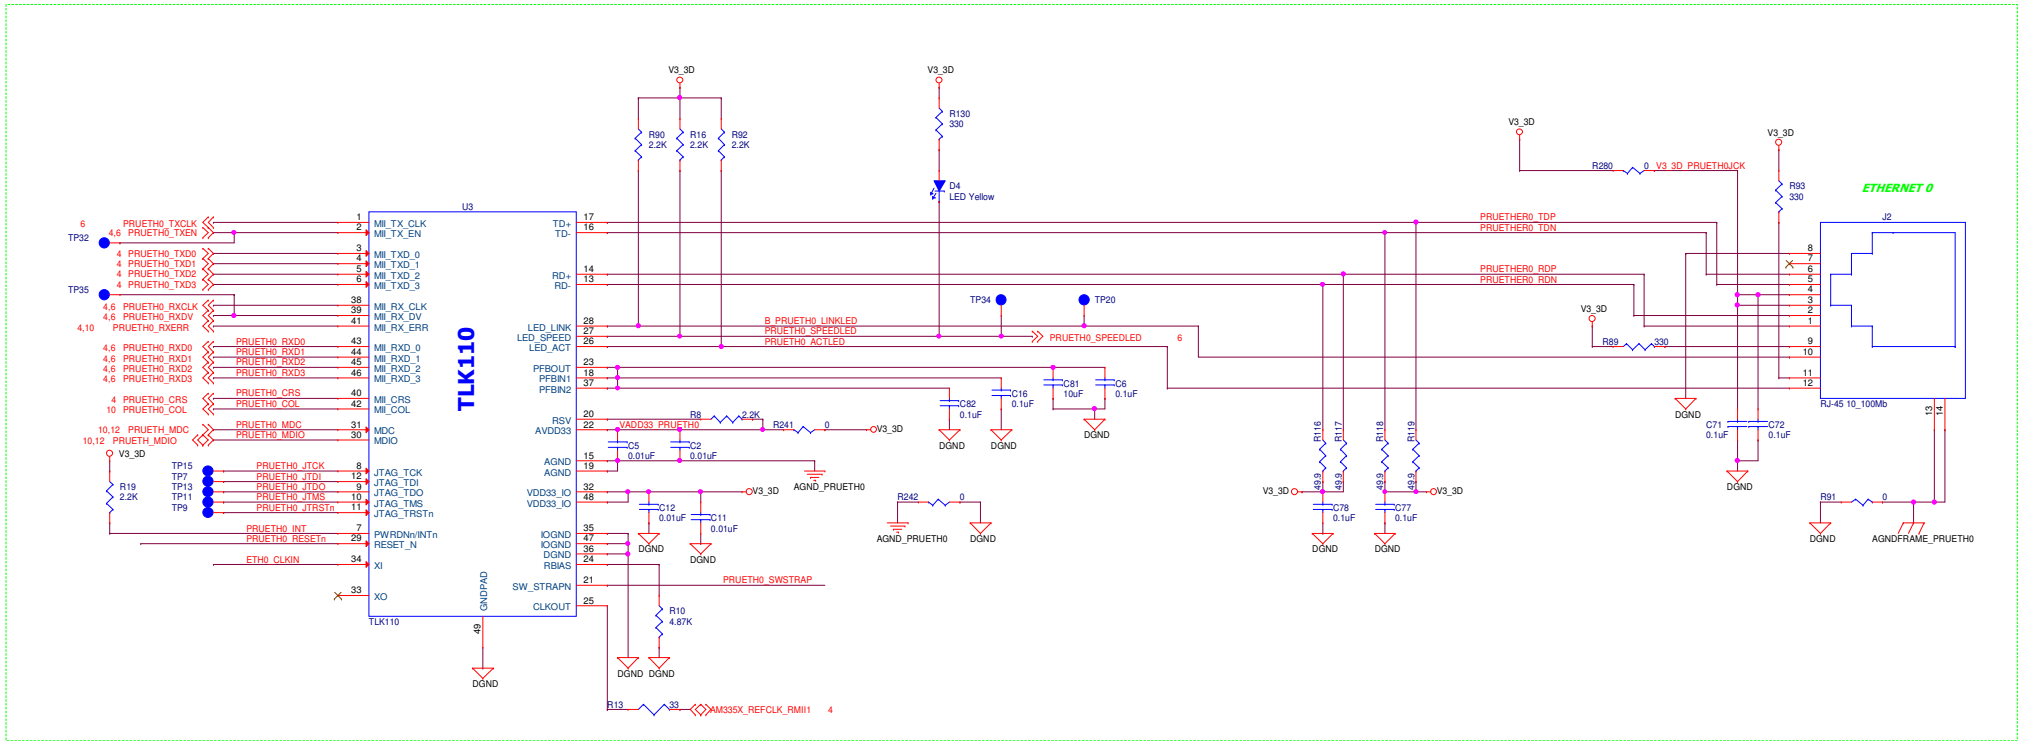 V3_3D
R90
2.2K
R16
2.2K
R92
2.2K
V3_3D
R130
330
D4
LED Yellow
V3_3D
R280
0
V3_3D_PRUETH0JCK
V3_3D
R93
330
ETHERNET 0
U3
TLK110
TLK110
6 PRUETH0_TXCLK
4,6 PRUETH0_TXEN
TP32
4 PRUETH0_TXD0
4 PRUETH0_TXD1
4 PRUETH0_TXD2
4 PRUETH0_TXD3
TP35
4,6 PRUETH0_RXCLK
4,6 PRUETH0_RXDV
4,10 PRUETH0_RXERR
4,6 PRUETH0_RXD0
4,6 PRUETH0_RXD1
4,6 PRUETH0_RXD2
4,6 PRUETH0_RXD3
PRUETH0_RXD0
PRUETH0_RXD1
PRUETH0_RXD2
PRUETH0_RXD3
4 PRUETH0_CRS
10 PRUETH0_COL
PRUETH0_CRS
PRUETH0_COL
10,12 PRUETH_MDC
10,12 PRUETH_MDIO
PRUETH0_MDC
PRUETH0_MDIO
V3_3D
R19
2.2K
TP15
TP7
TP13
TP11
TP9
PRUETH0_JTCK
PRUETH0_JTDI
PRUETH0_JTDO
PRUETH0_JTMS
PRUETH0_JTRSTn
PRUETH0_INT
PRUETH0_RESETn
ETH0_CLKIN
1 MII_TX_CLK
2 MII_TX_EN
3 MII_TXD_0
4 MII_TXD_1
5 MII_TXD_2
6 MII_TXD_3
38 MII_RX_CLK
39 MII_RX_DV
41 MII_RX_ERR
43 MII_RXD_0
44 MII_RXD_1
45 MII_RXD_2
46 MII_RXD_3
40 MII_CRS
42 MII_COL
31 MDC
30 MDIO
8 JTAG_TCK
12 JTAG_TDI
9 JTAG_TDO
10 JTAG_TMS
11 JTAG_TRSTn
7 PWRDNn/INTn
29 RESET_N
34 XI
33 XO
GNDPAD
49
DGND
TD+ 17
TD- 16
RD+ 14
RD- 13
LED_LINK 28
LED_SPEED 27
LED_ACT 26
PFBOUT 23
PFBIN1 18
PFBIN2 37
RSV 20
AVDD33 22
AGND 15
AGND 19
VDD33_IO 32
VDD33_IO 48
IOGND 35
IOGND 47
DGND 36
RBIAS 24
SW_STRAPN 21
CLKOUT 25
TP34
TP20
B_PRUETH0_LINKLED
PRUETH0_SPEEDLED
PRUETH0_ACTLED
PRUETH0_SPEEDLED 6
C82
0.1uF
DGND
C16
0.1uF
DGND
C81
10uF
C6
0.1uF
DGND
R8
2.2K
VADD33_PRUETH0
R241
0
V3_3D
C5
0.01uF
C2
0.01uF
AGND_PRUETH0
V3_3D
C12
0.01uF
DGND
C11
0.01uF
DGND
R242
0
AGND_PRUETH0
DGND
PRUETH0_SWSTRAP
R10
4.87K
DGND
DGND
R13
33
AM335X_REFCLK_RMII1 4
PRUETHER0_TDP
PRUETHER0_TDN
PRUETHER0_RDP
PRUETHER0_RDN
R116
49.9
R117
49.9
R118
49.9
R119
49.9
V3_3D
V3_3D
C78
0.1uF
DGND
C77
0.1uF
DGND
V3_3D
R89
330
DGND
C71
0.1uF
C72
0.1uF
DGND
J2
8
7
6
5
4
3
2
1
9
10
11
12
RJ-45 10_100Mb
13
14
R91
0
DGND
AGNDFRAME_PRUETH0